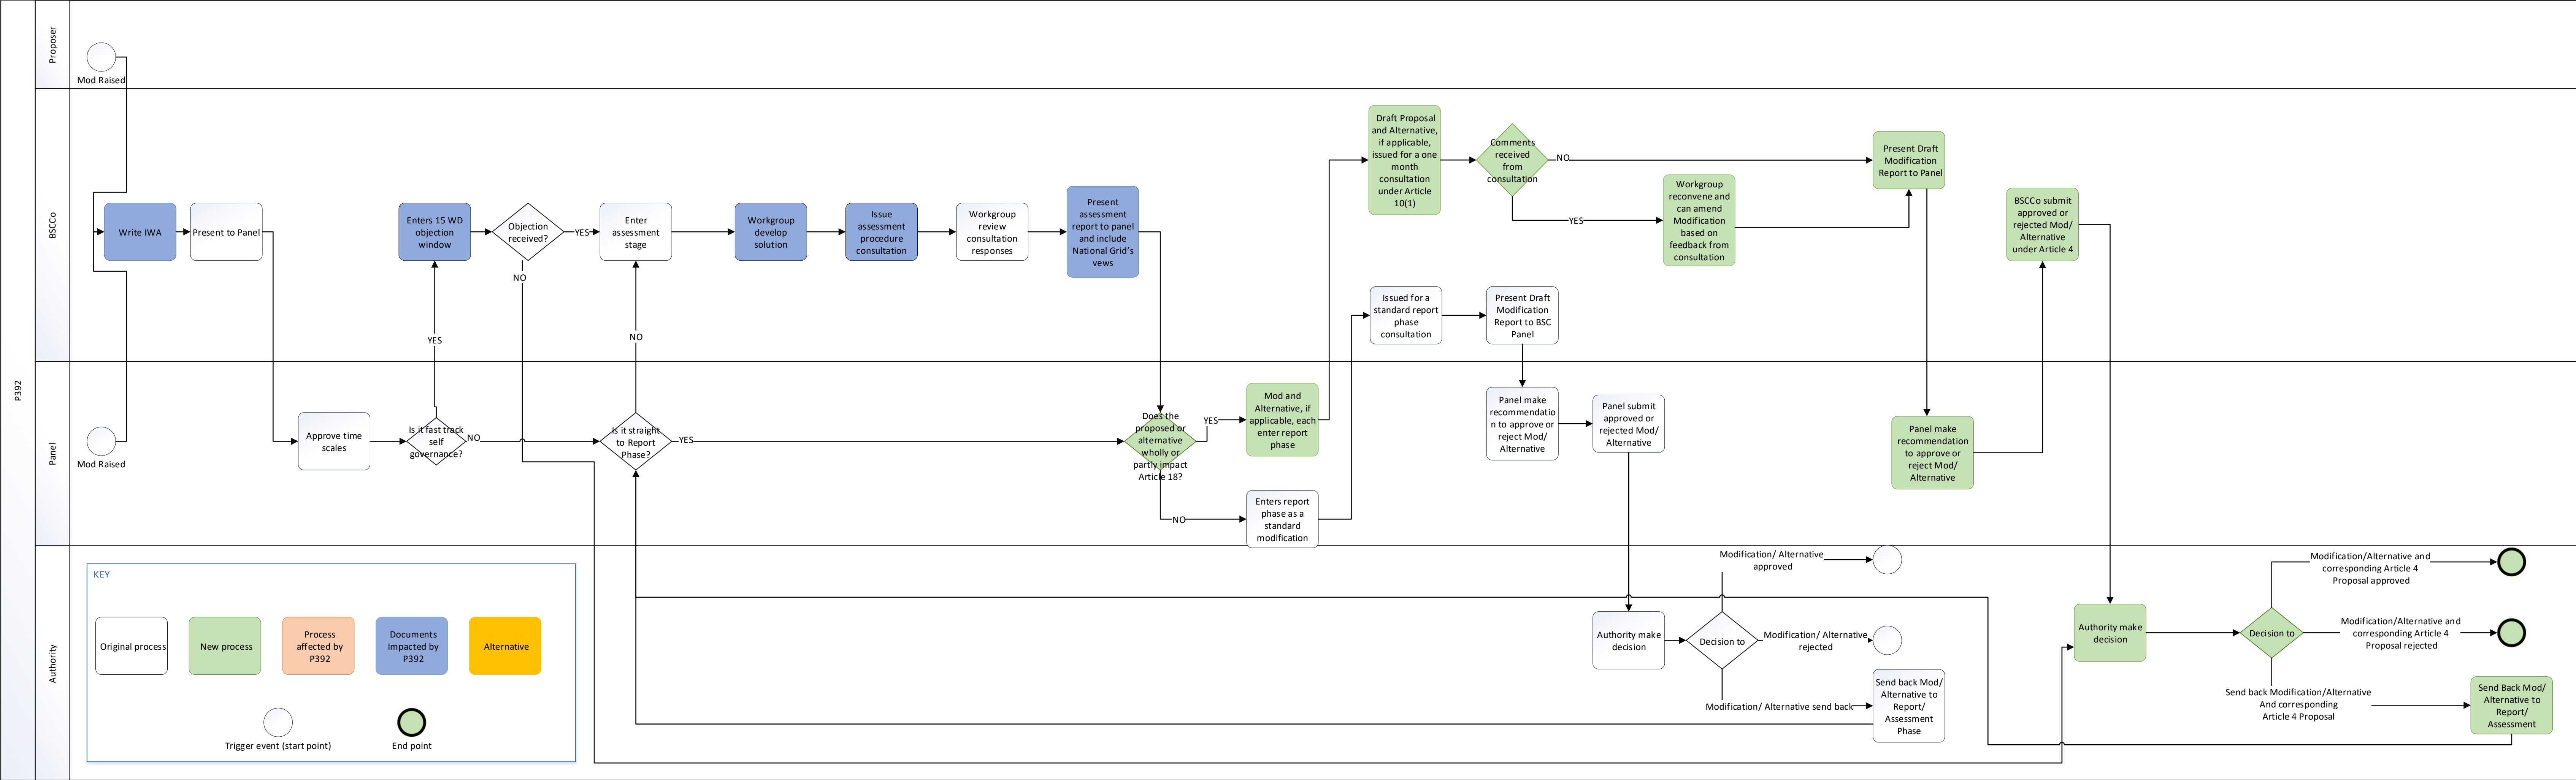 P392
Proposer
Mod Raised
BSCCo
Write IWA
Present to Panel
Enters 15 WD
objection
window
Objection
received?
YES
NO
Enter
assessment
stage
Workgroup
develop
solution
Issue
assessment
procedure
consultation
Workgroup
review
consultation
responses
Present
assessment
report to panel
and include
National Grid's
vews
Draft Proposal
and Alternative,
if applicable,
issued for a one
month
consultation
under Article
10(1)
Comments
received
from
consultation
NO
YES
Workgroup
reconvene and
can amend
Modification
based on
feedback from
consultation
Present Draft
Modification
Report to Panel
BSCCo submit
approved or
rejected Mod/
Alternative
under Article 4
Issued for a
standard report
phase
consultation
Present Draft
Modification
Report to BSC
Panel
YES
NO
Panel
Mod Raised
Approve time
scales
Is it fast track
self
governance?
NO
Is it straight
to Report
Phase?
YES
Does the
proposed or
alternative
wholly or
partly impact
Article 18?
YES
NO
Mod and
Alternative, if
applicable, each
enter report
phase
Enters report
phase as a
standard
modification
Panel make
recommendatio
n to approve or
reject Mod/
Alternative
Panel submit
approved or
rejected Mod/
Alternative
Panel make
recommendation
to approve or
reject Mod/
Alternative
Authority
KEY
Original process
New process
Process
affected by
P392
Documents
Impacted by
P392
Alternative
Trigger event (start point)
End point
Authority make
decision
Decision to
Modification/ Alternative
approved
Modification/ Alternative
rejected
Modification/ Alternative send back
Send back Mod/
Alternative to
Report/
Assessment
Phase
Authority make
decision
Decision to
Modification/Alternative and
corresponding Article 4
Proposal approved
Modification/Alternative and
corresponding Article 4
Proposal rejected
Send back Modification/Alternative
And corresponding
Article 4 Proposal
Send Back Mod/
Alternative to
Report/
Assessment